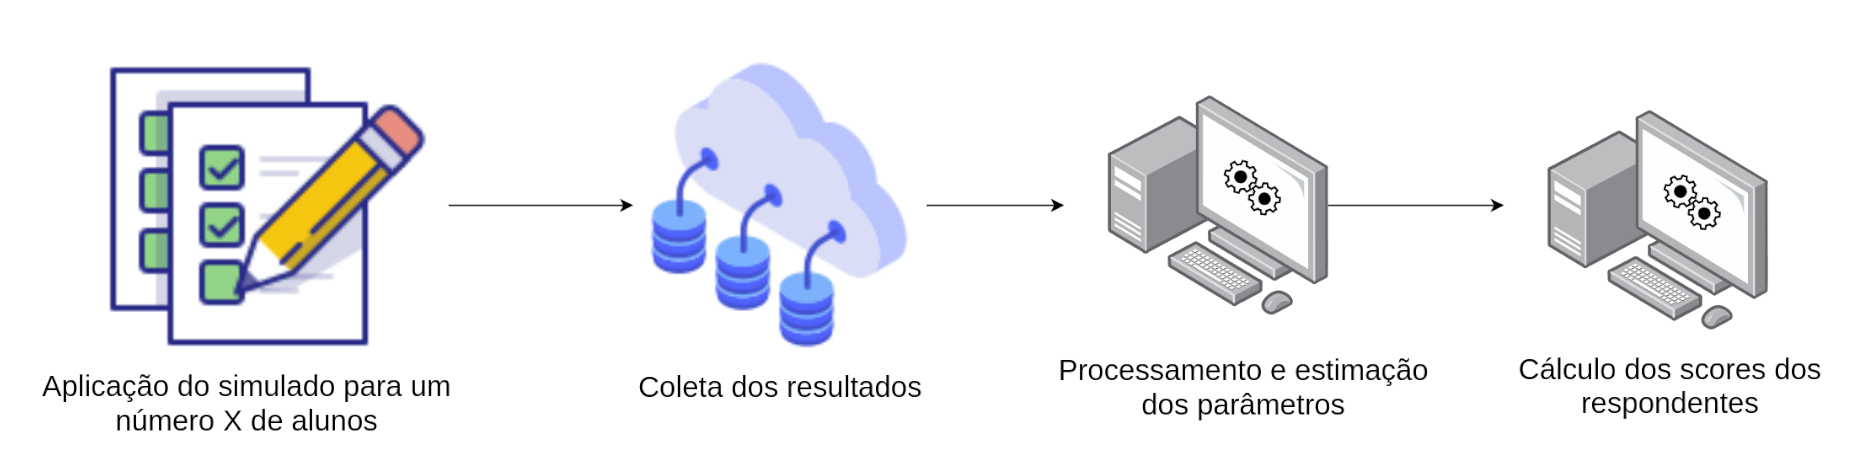 Aplicação do simulado para um
número X de alunos
Coleta dos resultados
Processamento e estimação
dos parâmetros
Cálculo dos scores dos
respondentes